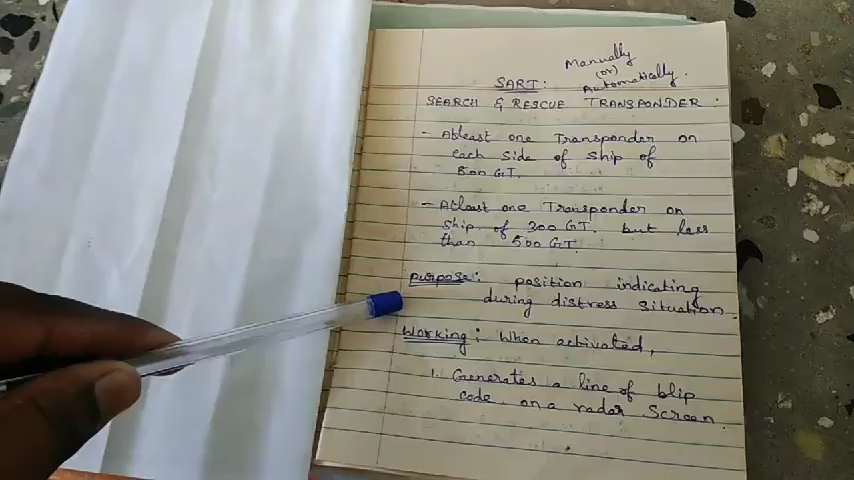 Manually
(or)
Automatically.
SART:
SEARCH & RESCUE TRANSPONDER.
- Atleast one Transponder on
each side of ship of
500 GT.
- Atleast one Transponder on
ship of 300 GT. but less
than 500 GT.
purpose: position indicating
during distress situation.
Working: When activated,
1. Generates a line of blip
code on a radar screen.